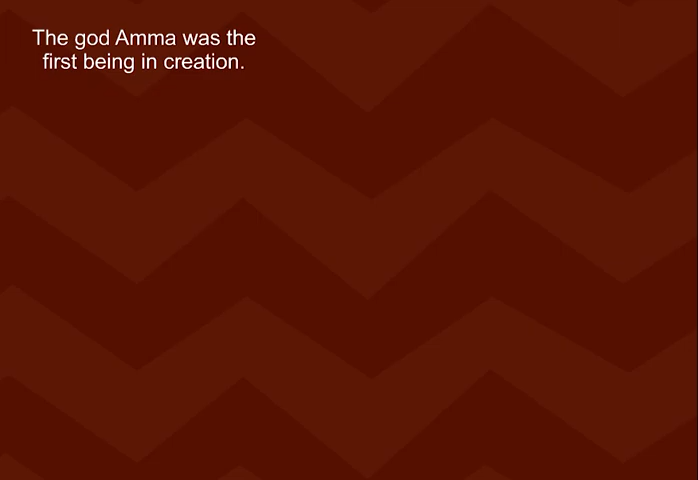 The god Amma was the
first being in creation.